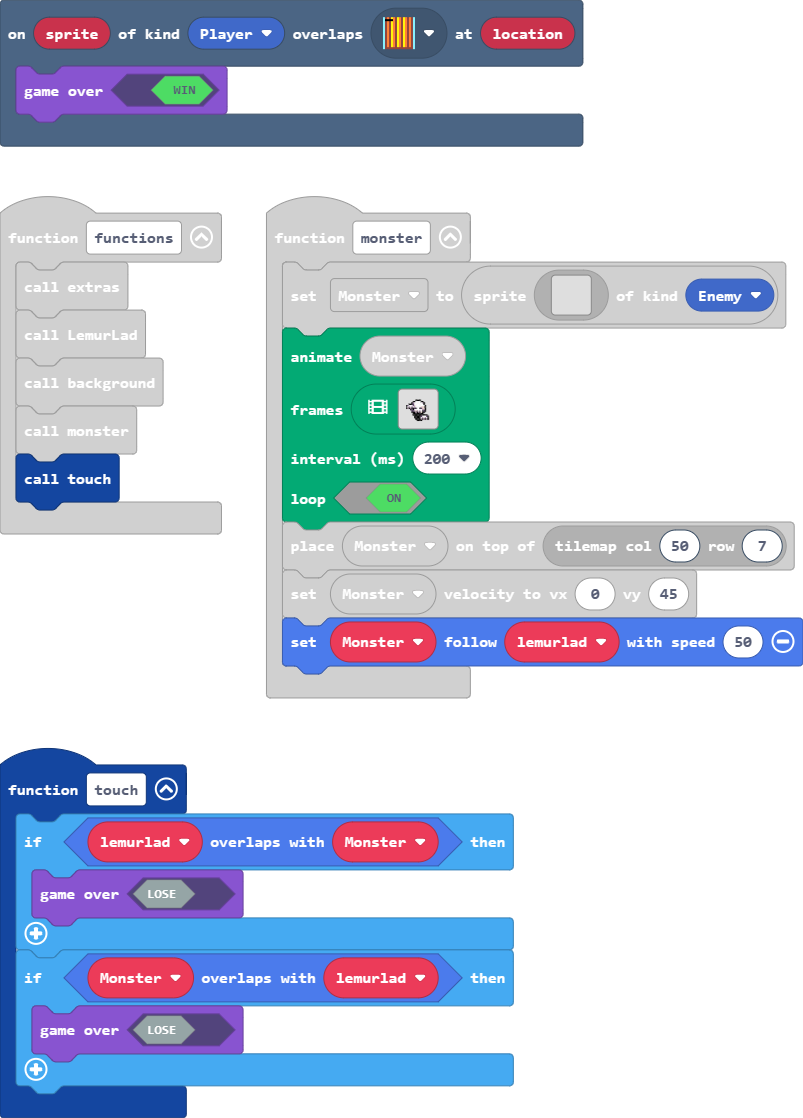 on sprite of kind Player overlaps at location
game over WIN
function functions
call extras
call LemurLad
call background
call monster
call touch
function monster
set Monster to sprite of kind Enemy
animate Monster
frames
interval (ms) 200
loop ON
place Monster on top of tilemap col 50 row 7
set Monster velocity to vx 0 vy 45
set Monster follow lemurlad with speed 50
function touch
if lemurlad overlaps with Monster then
game over LOSE
if Monster overlaps with lemurlad then
game over LOSE